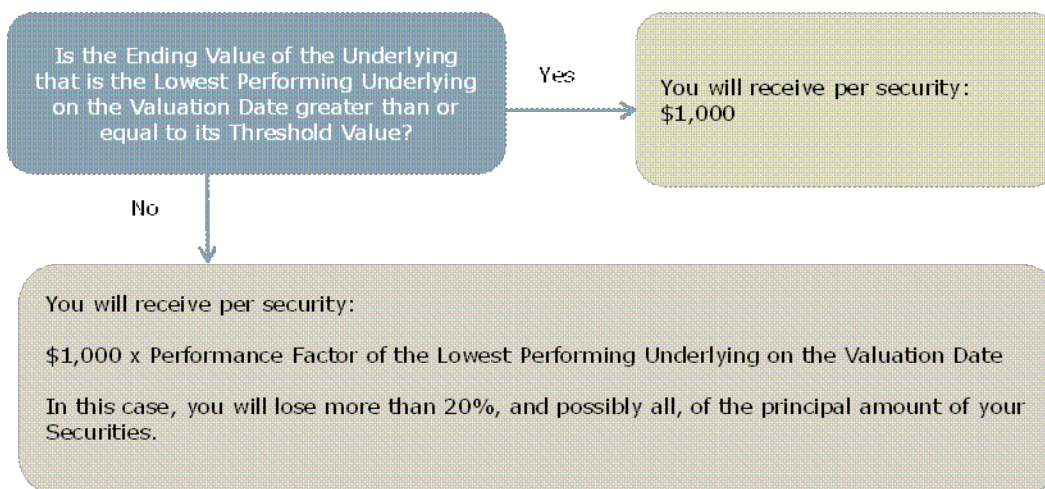 Is the Ending Value of the Underlying
that is the Lowest Performing Underlying
on the Valuation Date greater than or
equal to its Threshold Value?
Yes
You will receive per security:
$1,000
No
You will receive per security:
$1,000 x Performance Factor of the Lowest Performing Underlying on the Valuation Date
In this case, you will lose more than 20%, and possibly all, of the principal amount of your
Securities.